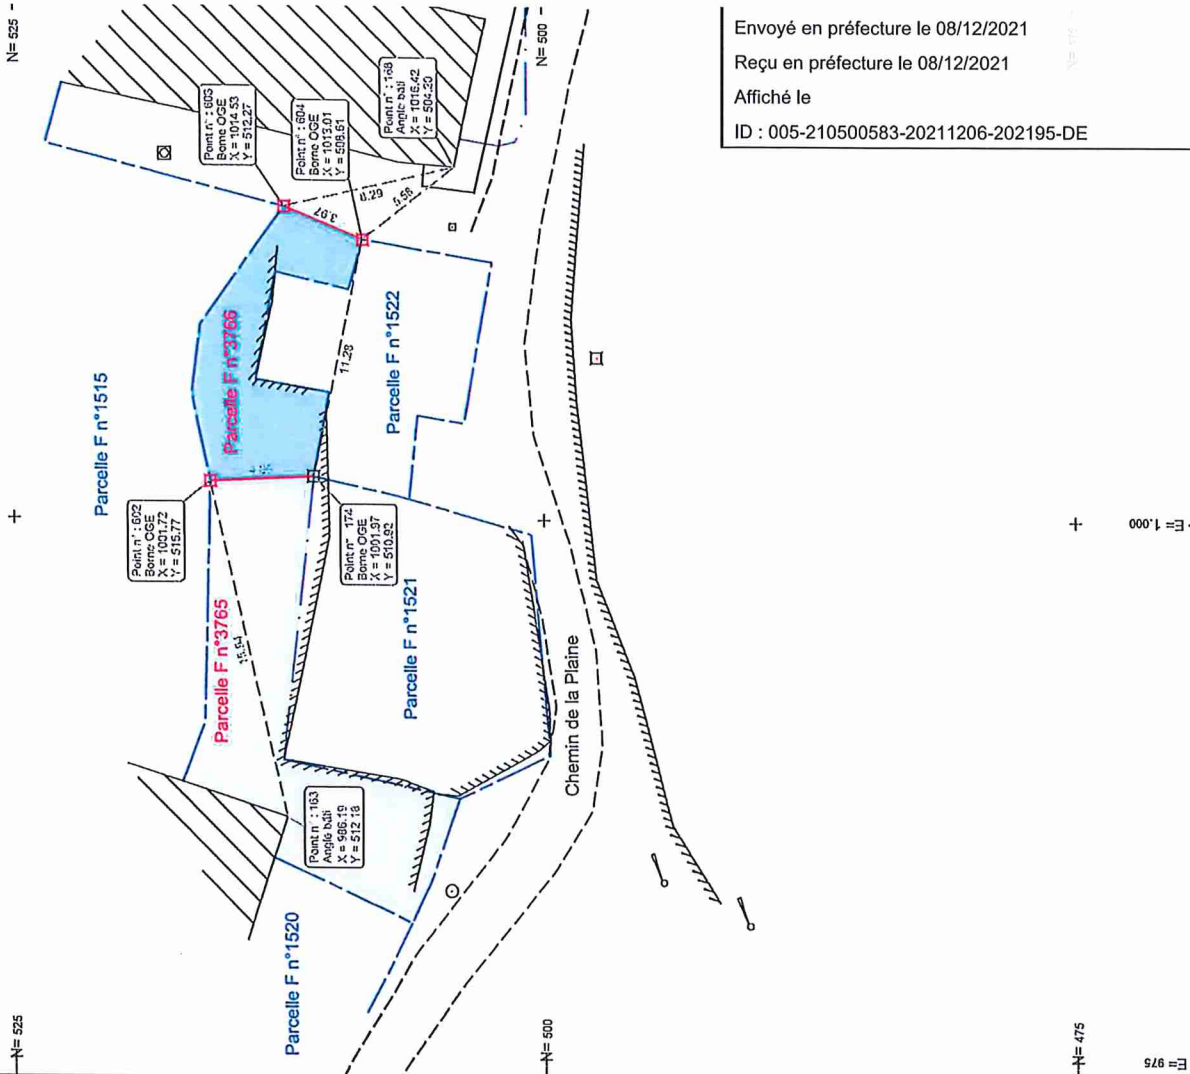 Envoyé en préfecture le 08/12/2021
Reçu en préfecture le 08/12/2021
Affiché le
ID : 005-210500583-20211206-202195-DE
N= 525
N= 500
Point n° : 603
Borne OGE
X = 1014.53
Y = 512.27
Point n° : 604
Borne OGE
X = 1013.01
Point n° : 168
Angle bâti
X = 1016.42
Y = 504.20
8.29
3.97
5.58
11.28
Parcelle F n°1515
Parcelle F n°3766
Parcelle F n°1522
Point n° : 602
Borne OGE
X = 1001.72
Y = 515.77
Point n° 174
Borne OGE
X = 1001.97
Y = 510.92
Parcelle F n°3765
15.94
Parcelle F n°1521
Chemin de la Plaine
Point n° : 163
Angle bâti
X = 986.19
Y = 512.18
Parcelle F n°1520
N= 525
N= 500
N= 475
E= 1.000
E= 975